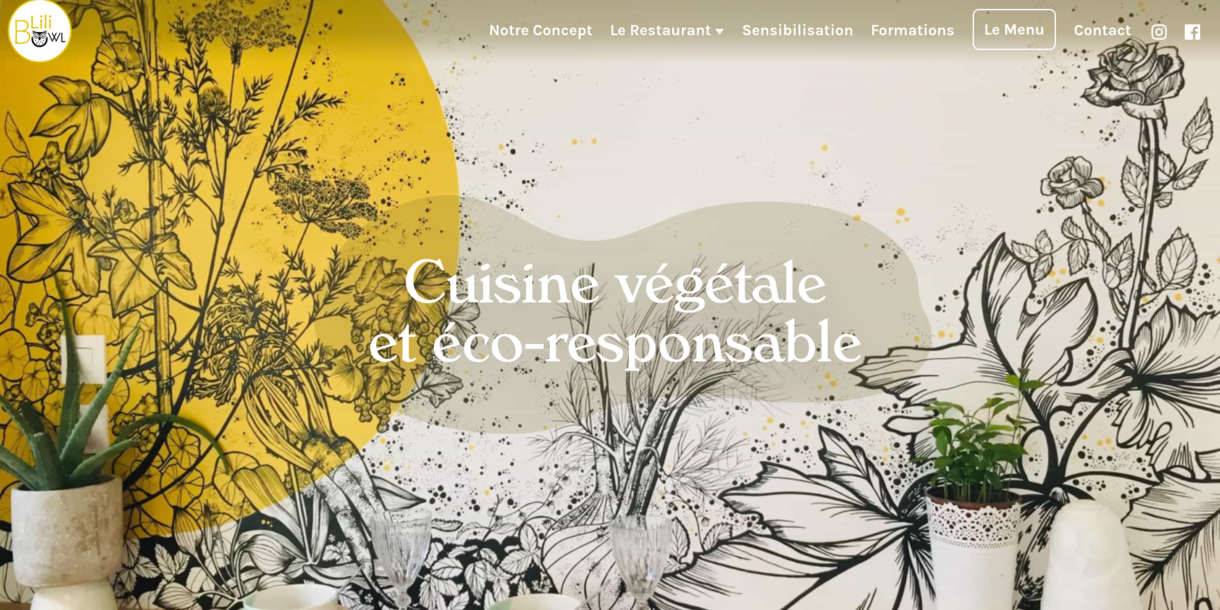 Lili
BOWL
Notre Concept
Le Restaurant
Sensibilisation
Formations
Le Menu
Contact
Cuisine végétale
et éco-responsable